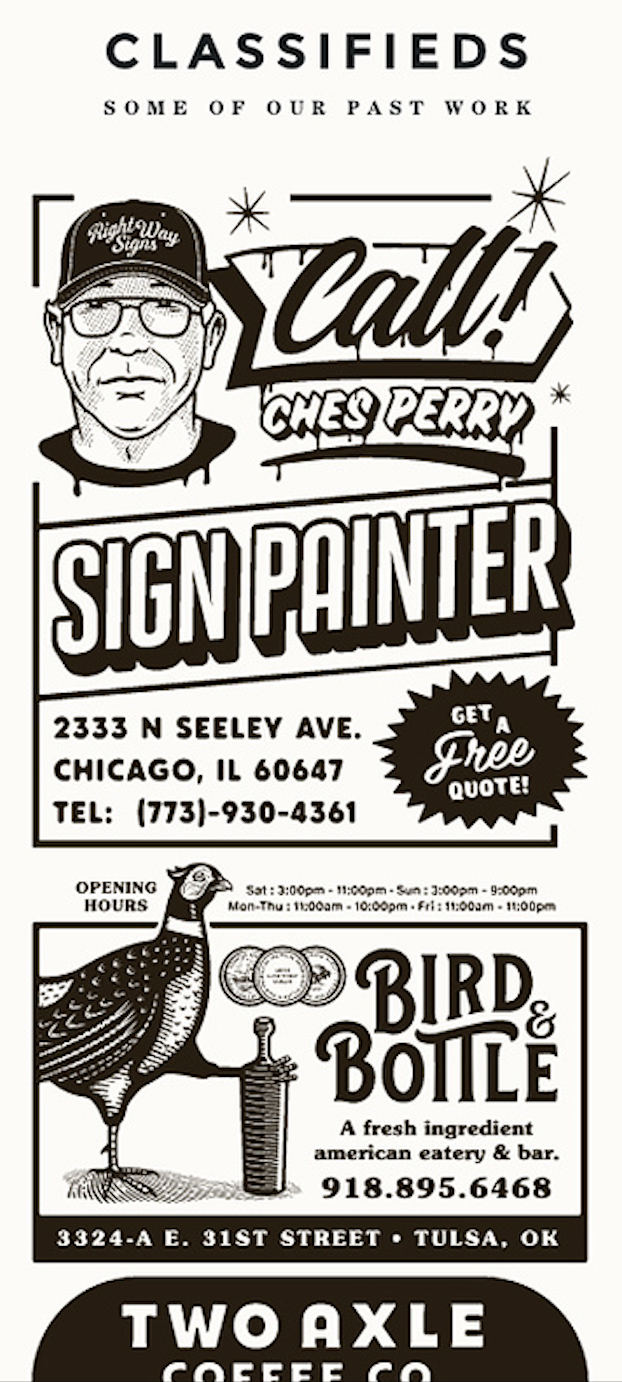 CLASSIFIEDS
SOME OF OUR PAST WORK
Right Way
Signs
Call!
CHES PERRY
SIGN PAINTER
2333 N SEELEY AVE.
CHICAGO, IL 60647
TEL: (773)-930-4361
GET A
Free
QUOTE!
OPENING
HOURS
Sat : 3:00pm - 11:00pm - Sun : 3:00pm - 9:00pm
Mon-Thu : 11:00am - 10:00pm - Fri : 11:00am - 11:00pm
BIRD
&
BOTTLE
A fresh ingredient
american eatery & bar.
918.895.6468
3324-A E. 31ST STREET • TULSA, OK
TWO AXLE
COFFEE CO